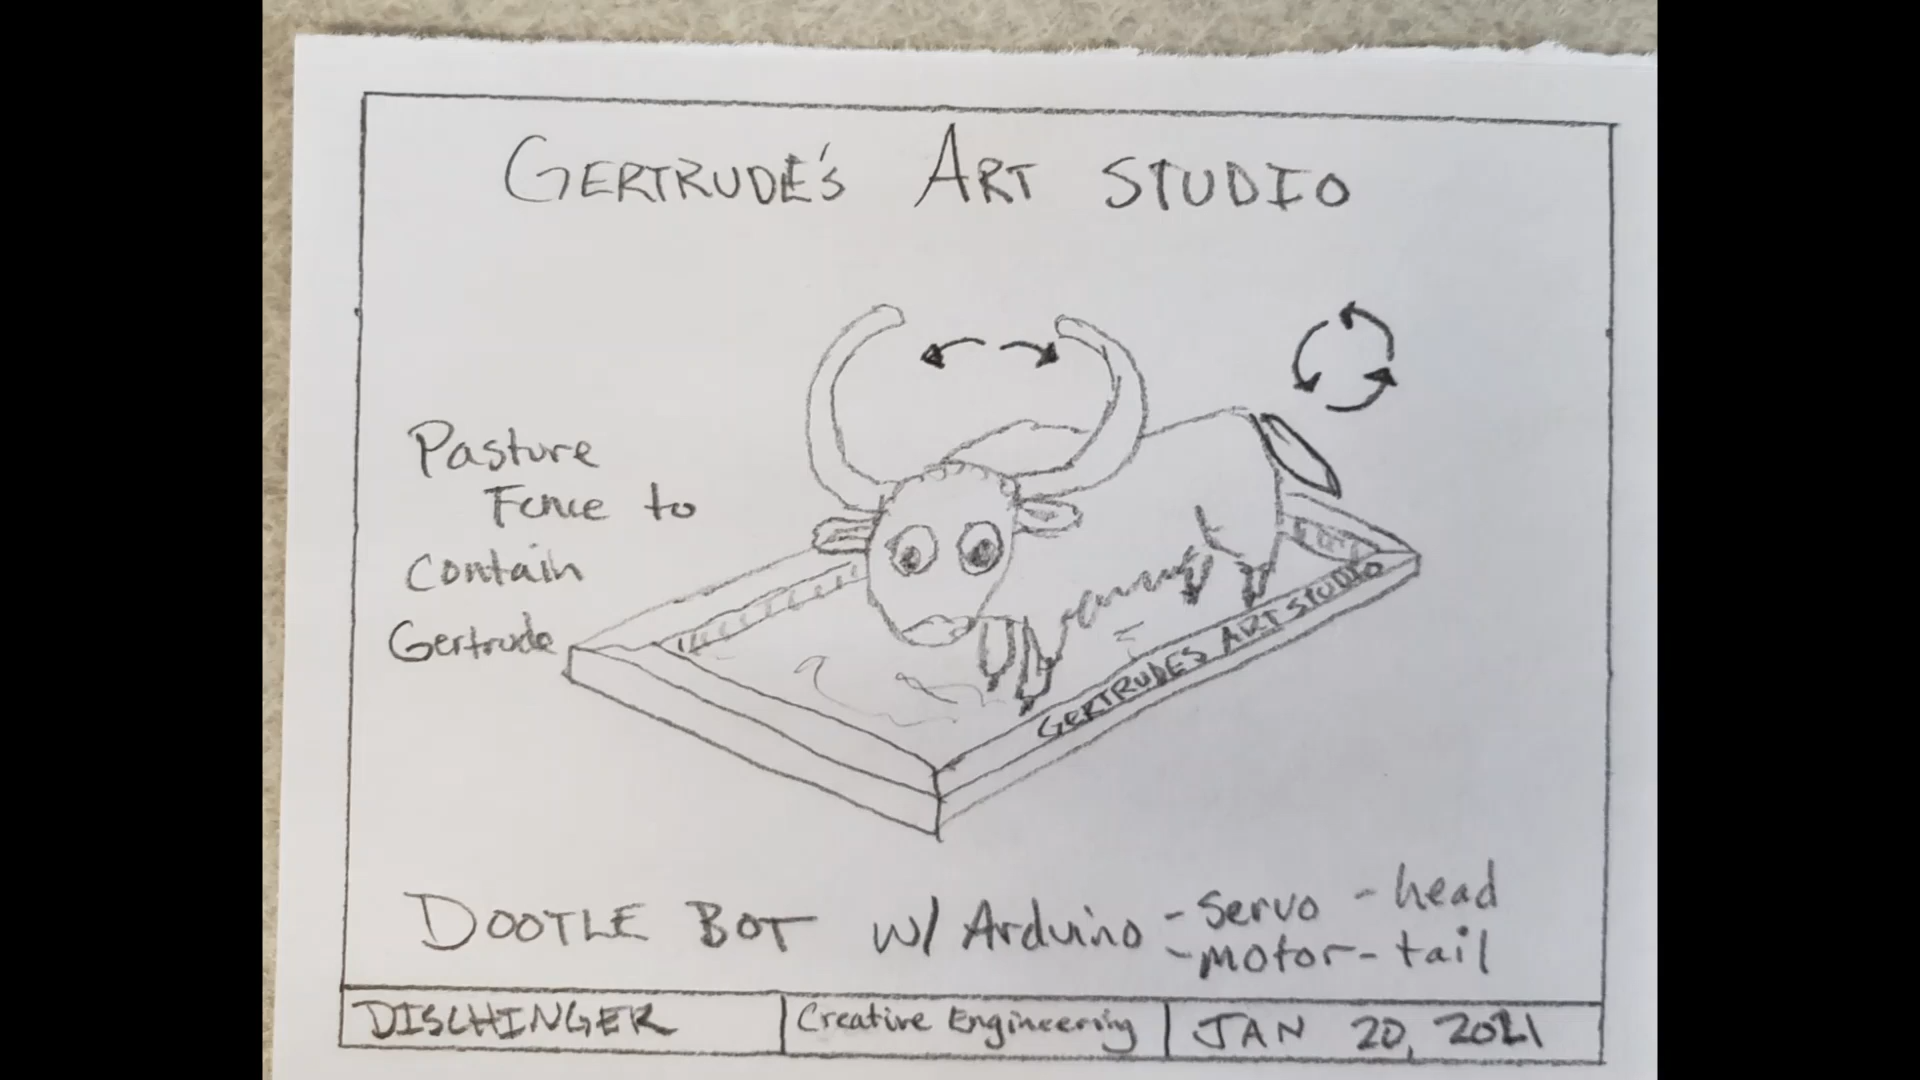 GERTRUDE'S ART STUDIO
Pasture
Fence to
Contain
Gertrude
GERTRUDES ART STUDIO
DOOTLE BOT w/ Arduino - servo - head
- motor - tail
DISCHINGER
Creative Engineering
JAN 20, 2021